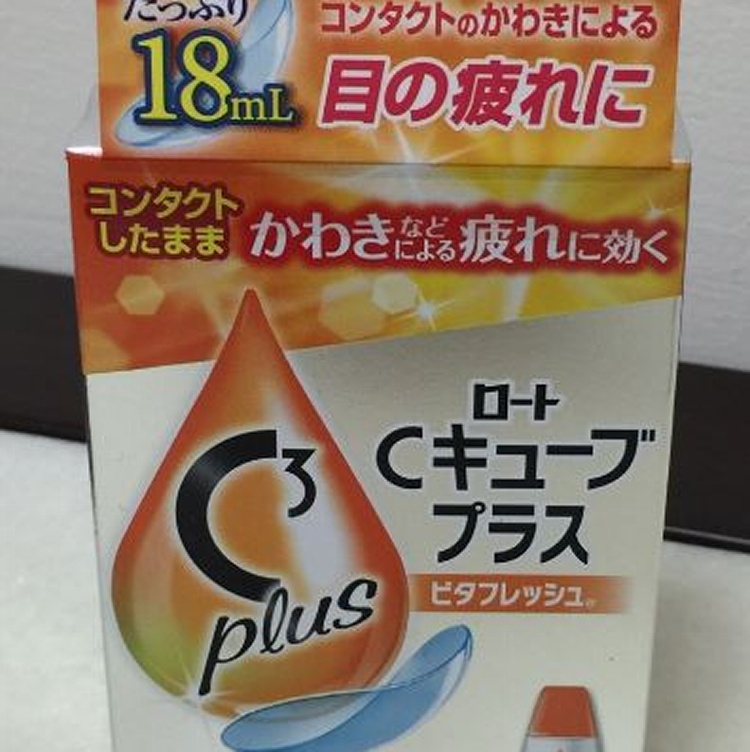 たっぷり
18mL
コンタクトのかわきによる
目の疲れに
コンタクト
したまま
かわきなどによる疲れに効く
C3
plus
ロート
Cキューブ
プラス
ビタフレッシュ